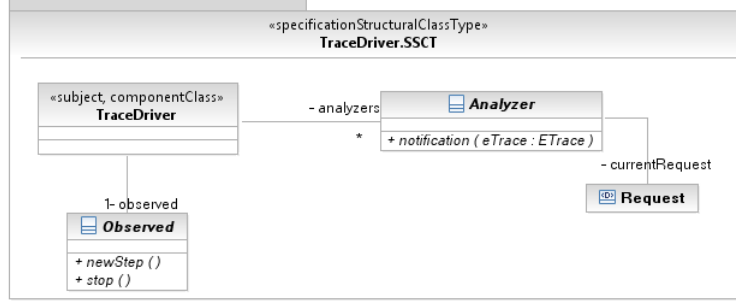 «specificationStructuralClassType»
TraceDriver.SSCT
«subject, componentClass»
TraceDriver
- analyzers
*
Analyzer
+ notification ( eTrace : ETrace )
- currentRequest
Request
1- observed
Observed
+ newStep ( )
+ stop ( )